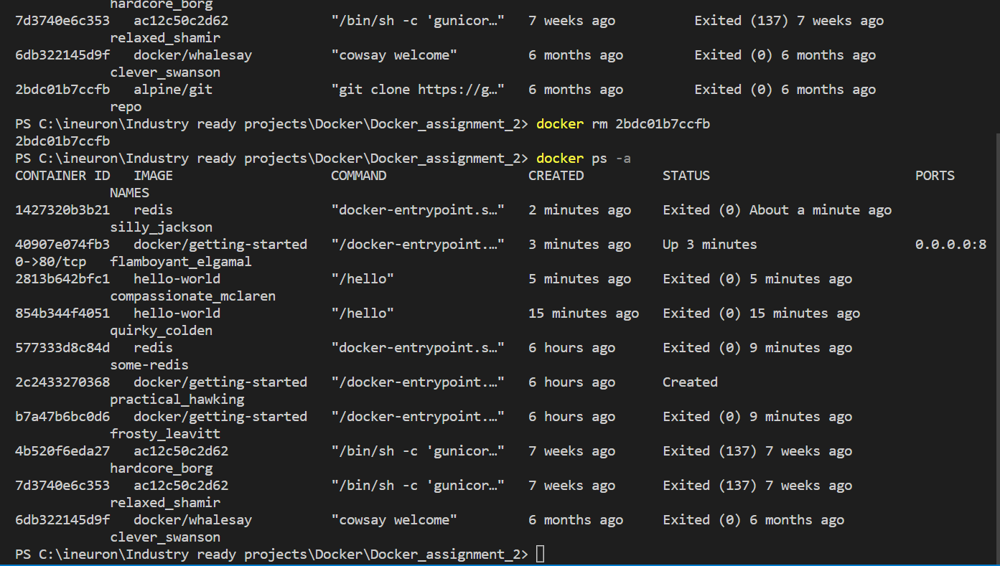 hardcore_borg
7d3740e6c353   ac12c50c2d62             "/bin/sh -c 'gunicor…"   7 weeks ago          Exited (137) 7 weeks ago
relaxed_shamir
6db322145d9f   docker/whalesay          "cowsay welcome"         6 months ago         Exited (0) 6 months ago
clever_swanson
2bdc01b7ccfb   alpine/git               "git clone https://g…"   6 months ago         Exited (0) 6 months ago
repo
PS C:\ineuron\Industry ready projects\Docker\Docker_assignment_2> docker rm 2bdc01b7ccfb
2bdc01b7ccfb
PS C:\ineuron\Industry ready projects\Docker\Docker_assignment_2> docker ps -a
CONTAINER ID   IMAGE                    COMMAND                  CREATED          STATUS                          PORTS
NAMES
1427320b3b21   redis                    "docker-entrypoint.s…"   2 minutes ago    Exited (0) About a minute ago
silly_jackson
40907e074fb3   docker/getting-started   "/docker-entrypoint.…"   3 minutes ago    Up 3 minutes                    0.0.0.0:8
0->80/tcp   flamboyant_elgamal
2813b642bfc1   hello-world              "/hello"                 5 minutes ago    Exited (0) 5 minutes ago
compassionate_mclaren
854b344f4051   hello-world              "/hello"                 15 minutes ago   Exited (0) 15 minutes ago
quirky_colden
577333d8c84d   redis                    "docker-entrypoint.s…"   6 hours ago      Exited (0) 9 minutes ago
some-redis
2c2433270368   docker/getting-started   "/docker-entrypoint.…"   6 hours ago      Created
practical_hawking
b7a47b6bc0d6   docker/getting-started   "/docker-entrypoint.…"   6 hours ago      Exited (0) 9 minutes ago
frosty_leavitt
4b520f6eda27   ac12c50c2d62             "/bin/sh -c 'gunicor…"   7 weeks ago      Exited (137) 7 weeks ago
hardcore_borg
7d3740e6c353   ac12c50c2d62             "/bin/sh -c 'gunicor…"   7 weeks ago      Exited (137) 7 weeks ago
relaxed_shamir
6db322145d9f   docker/whalesay          "cowsay welcome"         6 months ago     Exited (0) 6 months ago
clever_swanson
PS C:\ineuron\Industry ready projects\Docker\Docker_assignment_2>